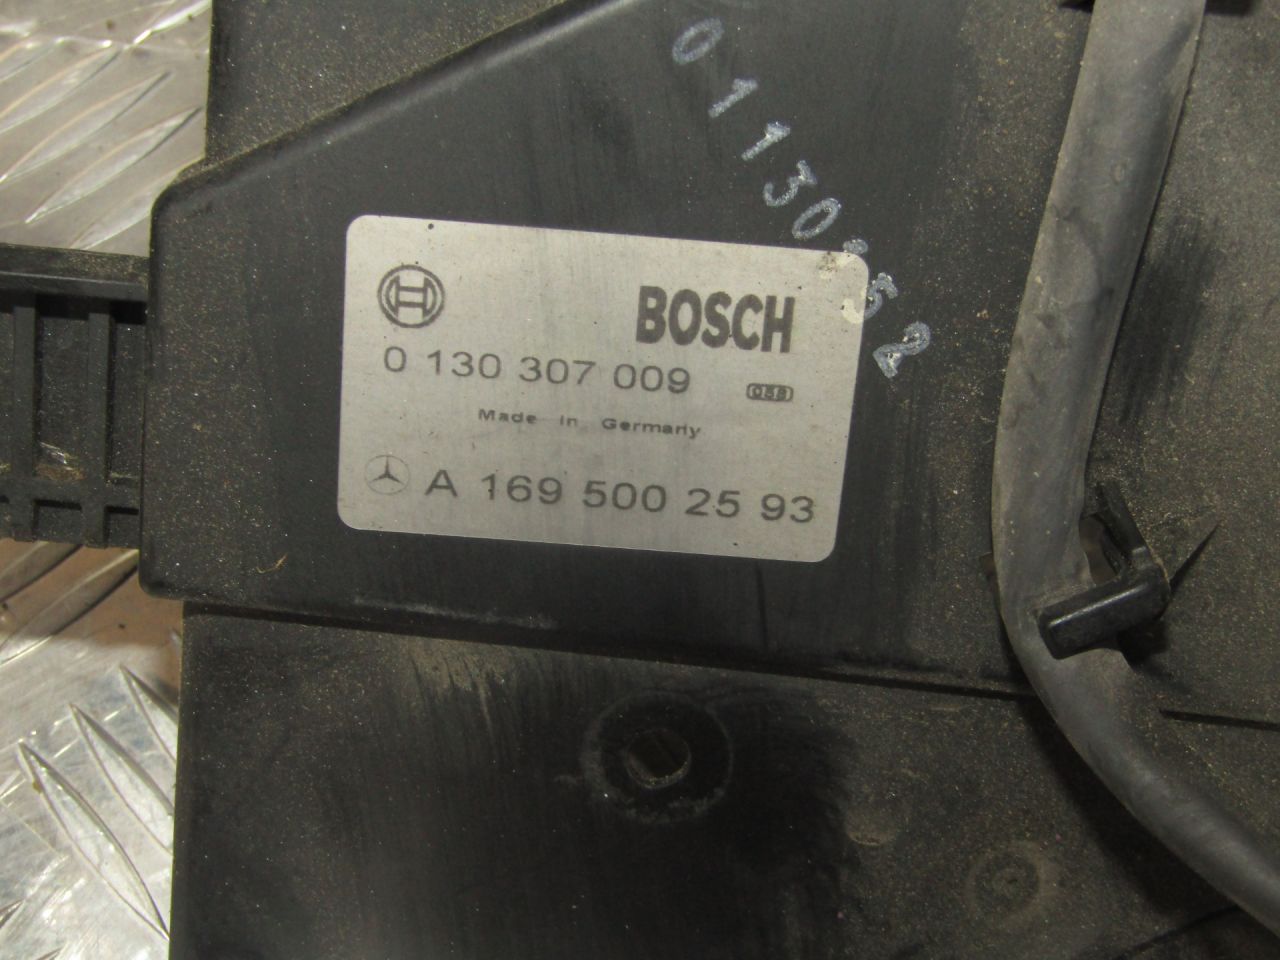 BOSCH
0 130 307 009
Made in Germany
A 169 500 25 93